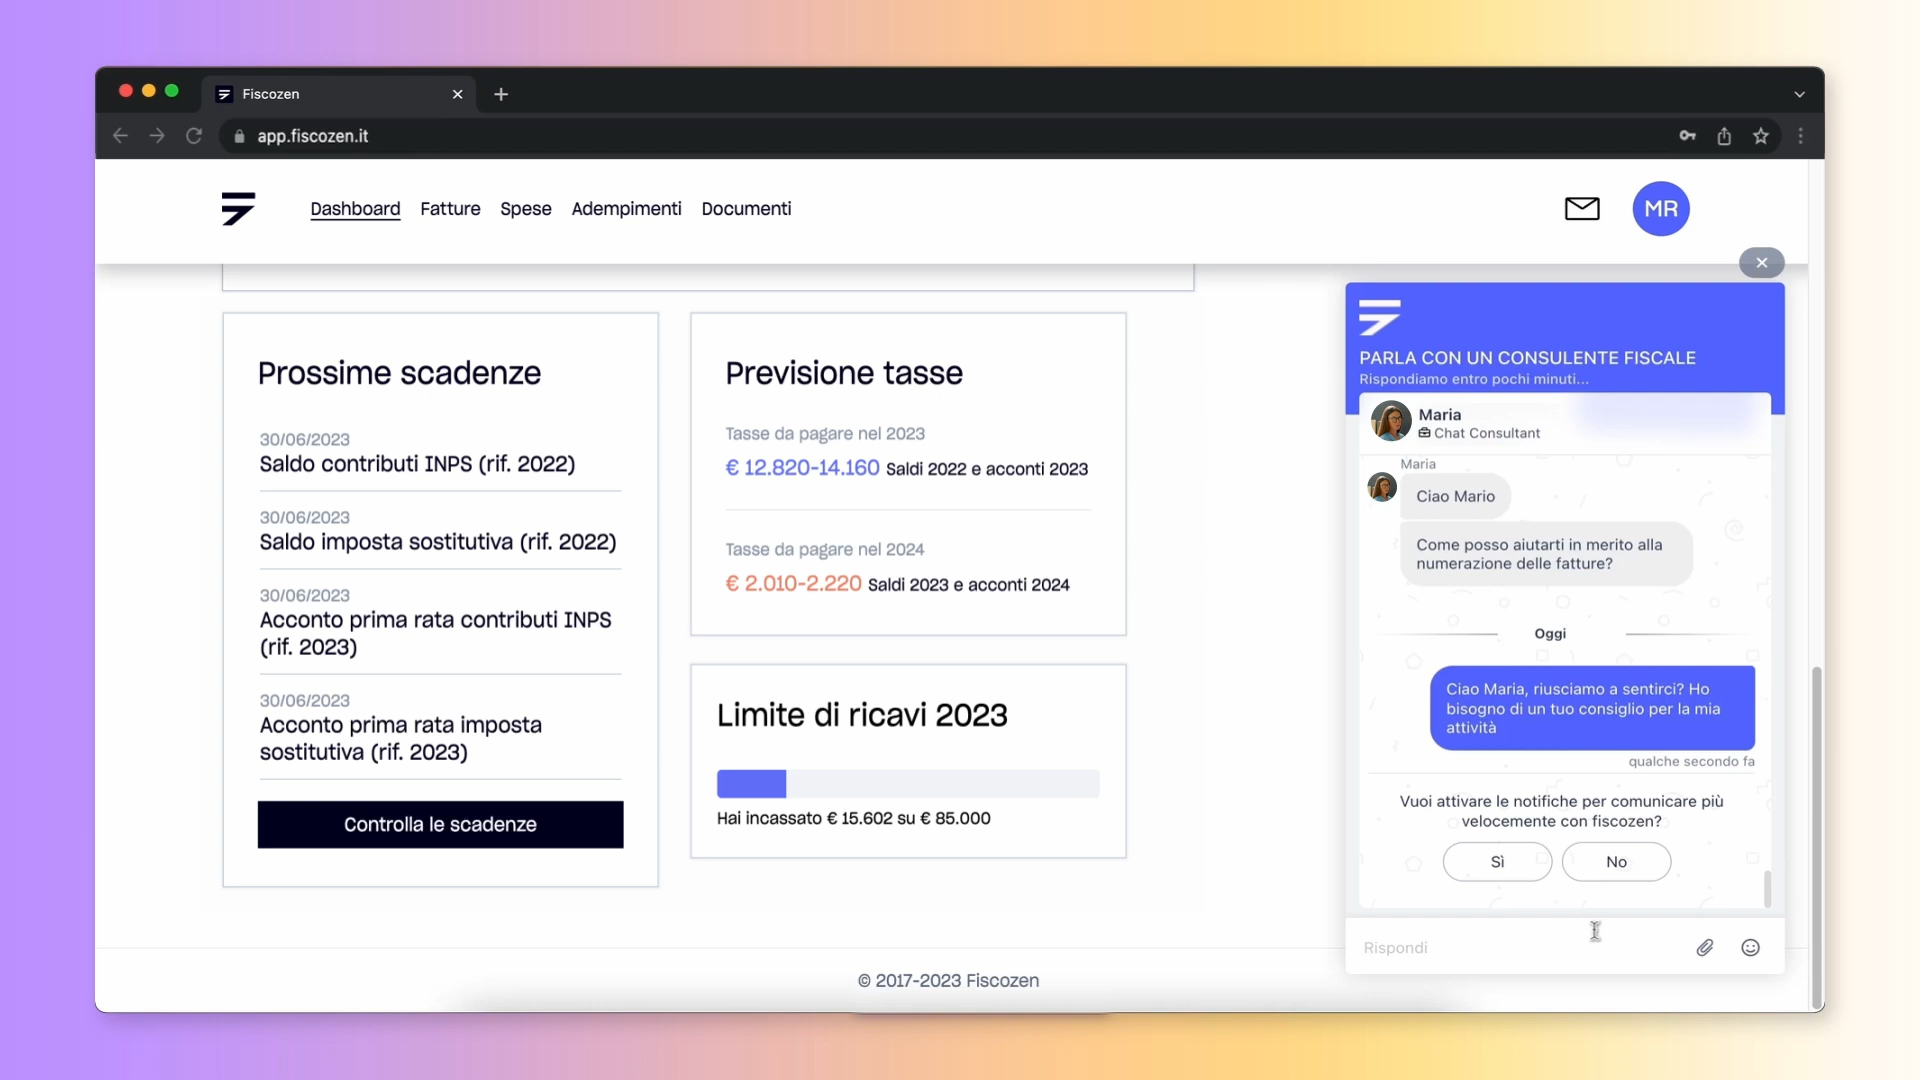 Fiscozen
app.fiscozen.it
Dashboard Fatture Spese Adempimenti Documenti
MR
Prossime scadenze
30/06/2023
Saldo contributi INPS (rif. 2022)
30/06/2023
Saldo imposta sostitutiva (rif. 2022)
30/06/2023
Acconto prima rata contributi INPS
(rif. 2023)
30/06/2023
Acconto prima rata imposta
sostitutiva (rif. 2023)
Controlla le scadenze
Previsione tasse
Tasse da pagare nel 2023
€ 12.820-14.160 Saldi 2022 e acconti 2023
Tasse da pagare nel 2024
€ 2.010-2.220 Saldi 2023 e acconti 2024
Limite di ricavi 2023
Hai incassato € 15.602 su € 85.000
PARLA CON UN CONSULENTE FISCALE
Rispondiamo entro pochi minuti...
Maria
Chat Consultant
Maria
Ciao Mario
Come posso aiutarti in merito alla
numerazione delle fatture?
Oggi
Ciao Maria, riusciamo a sentirci? Ho
bisogno di un tuo consiglio per la mia
attività
qualche secondo fa
Vuoi attivare le notifiche per comunicare più
velocemente con fiscozen?
Sì No
Rispondi
© 2017-2023 Fiscozen